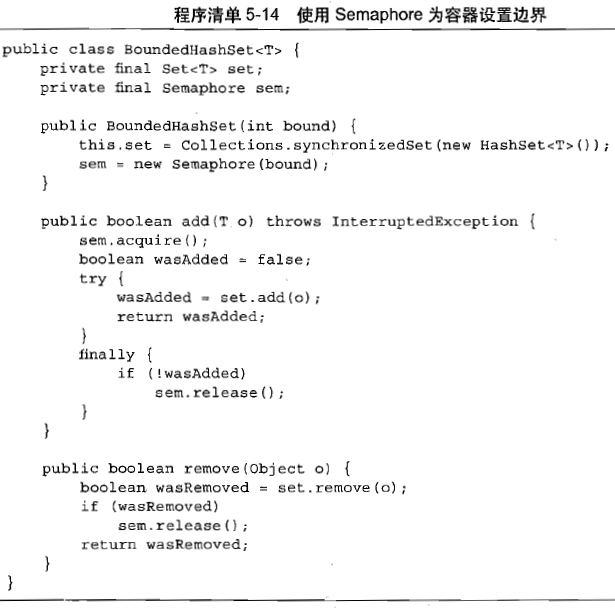 程序清单 5-14 使用 Semaphore 为容器设置边界
public class BoundedHashSet<T> {
    private final Set<T> set;
    private final Semaphore sem;

    public BoundedHashSet(int bound) {
        this.set = Collections.synchronizedSet(new HashSet<T>());
        sem = new Semaphore(bound);
    }

    public boolean add(T o) throws InterruptedException {
        sem.acquire();
        boolean wasAdded = false;
        try {
            wasAdded = set.add(o);
            return wasAdded;
        }
        finally {
            if (!wasAdded)
                sem.release();
        }
    }

    public boolean remove(Object o) {
        boolean wasRemoved = set.remove(o);
        if (wasRemoved)
            sem.release();
        return wasRemoved;
    }
}